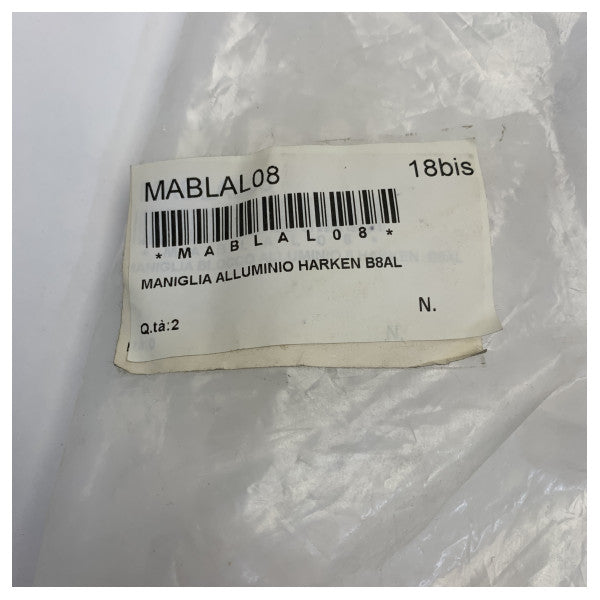 MABLAL08 18bis
*MABLAL08*
MANIGLIA ALLUMINIO HARKEN B8AL
Q.tà:2 N.
N.